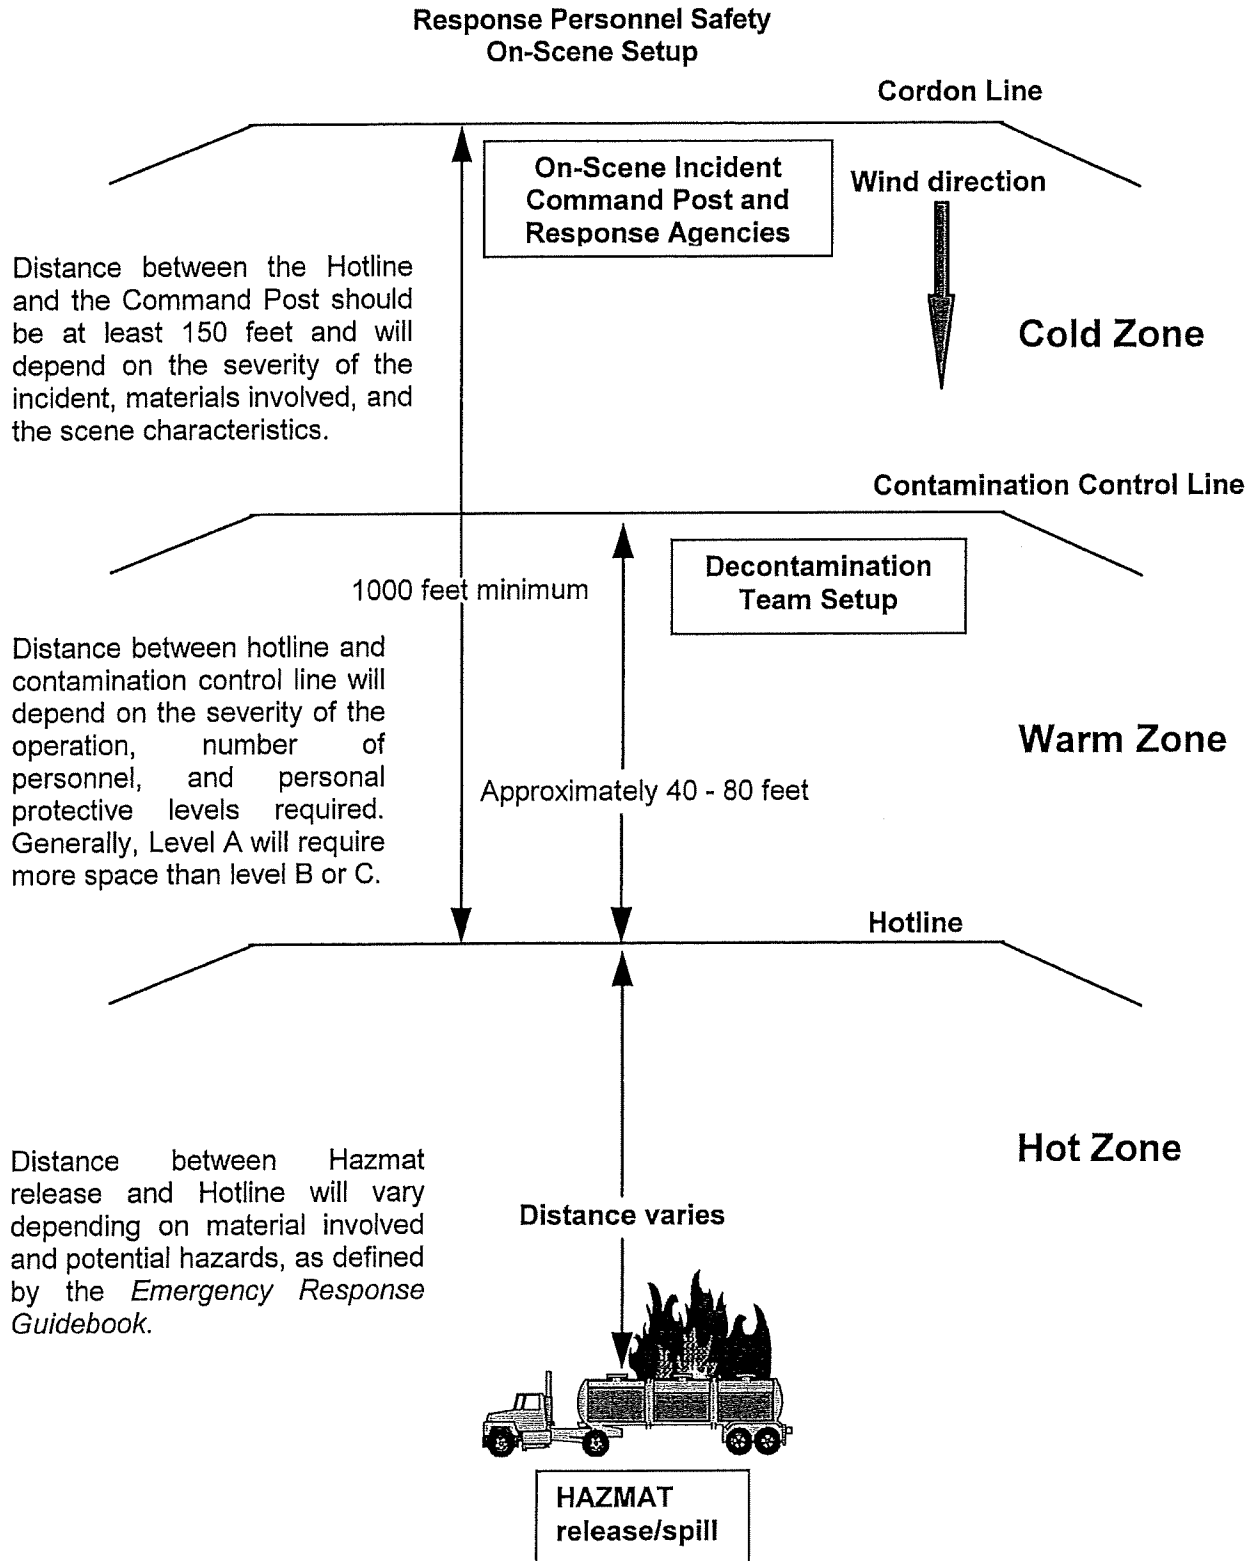 Response Personnel Safety
On-Scene Setup
Cordon Line
On-Scene Incident
Command Post and
Response Agencies
Wind direction
Distance between the Hotline
and the Command Post should
be at least 150 feet and will
depend on the severity of the
incident, materials involved, and
the scene characteristics.
Cold Zone
Contamination Control Line
Decontamination
Team Setup
1000 feet minimum
Distance between hotline and
contamination control line will
depend on the severity of the
operation, number of
personnel, and personal
protective levels required.
Generally, Level A will require
more space than level B or C.
Warm Zone
Approximately 40 - 80 feet
Hotline
Hot Zone
Distance between Hazmat
release and Hotline will vary
depending on material involved
and potential hazards, as defined
by the Emergency Response
Guidebook.
Distance varies
HAZMAT
release/spill